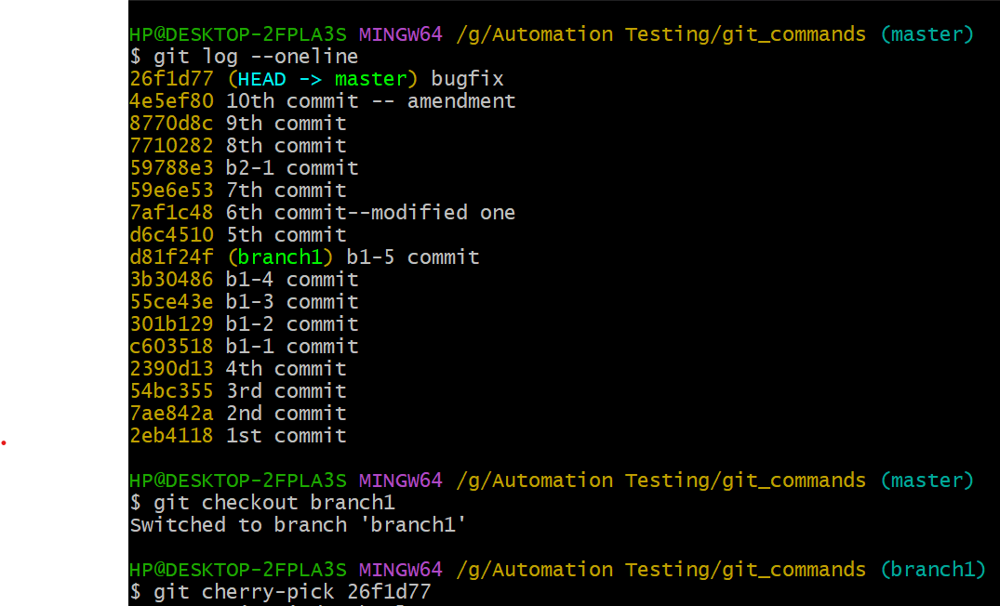 HP@DESKTOP-2FPLA3S MINGW64 /g/Automation Testing/git_commands (master)
$ git log --oneline
26f1d77 (HEAD -> master) bugfix
4e5ef80 10th commit -- amendment
8770d8c 9th commit
7710282 8th commit
59788e3 b2-1 commit
59e6e53 7th commit
7af1c48 6th commit--modified one
d6c4510 5th commit
d81f24f (branch1) b1-5 commit
3b30486 b1-4 commit
55ce43e b1-3 commit
301b129 b1-2 commit
c603518 b1-1 commit
2390d13 4th commit
54bc355 3rd commit
7ae842a 2nd commit
2eb4118 1st commit
HP@DESKTOP-2FPLA3S MINGW64 /g/Automation Testing/git_commands (master)
$ git checkout branch1
Switched to branch 'branch1'
HP@DESKTOP-2FPLA3S MINGW64 /g/Automation Testing/git_commands (branch1)
$ git cherry-pick 26f1d77